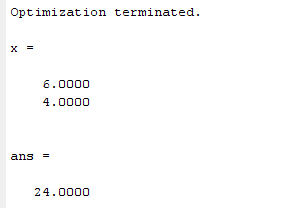 Optimization terminated.
x =
6.0000
4.0000
ans =
24.0000